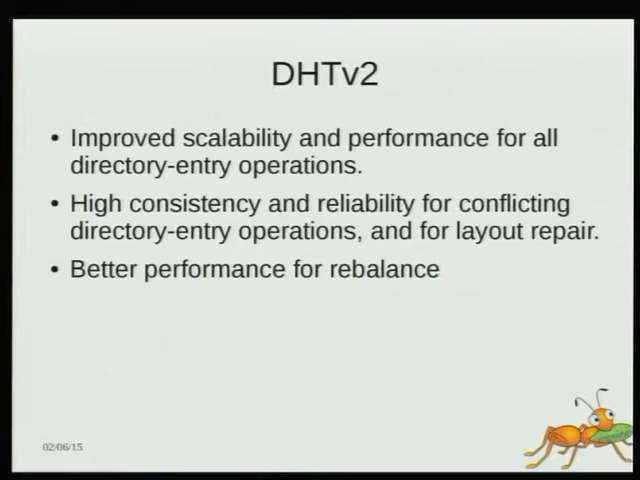 DHTv2
• Improved scalability and performance for all
directory-entry operations.
• High consistency and reliability for conflicting
directory-entry operations, and for layout repair.
• Better performance for rebalance
02/06/15